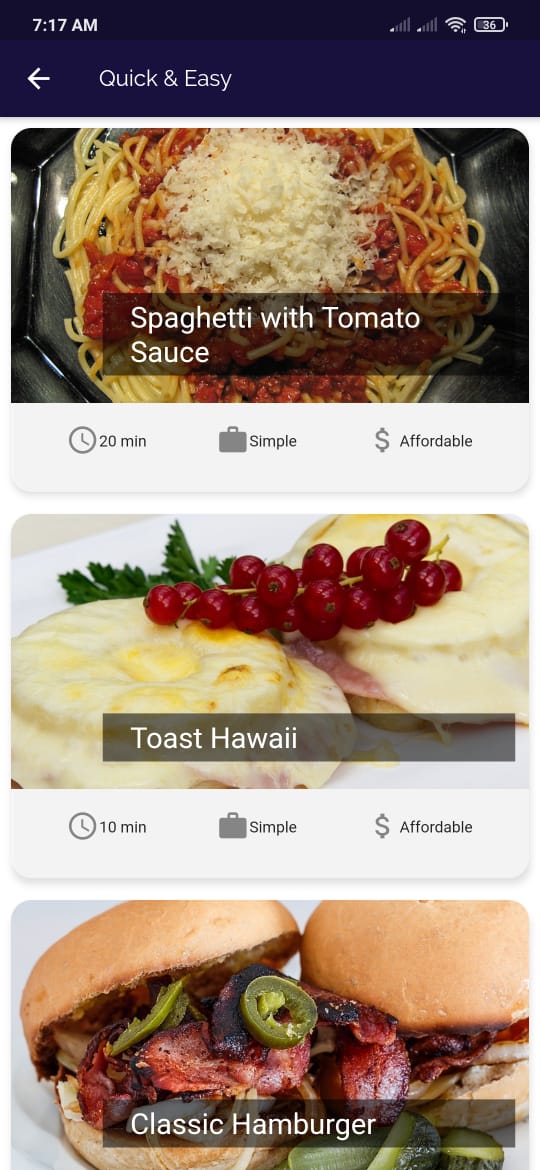 7:17 AM 36
Quick & Easy
Spaghetti with Tomato
Sauce
20 min Simple $ Affordable
Toast Hawaii
10 min Simple $ Affordable
Classic Hamburger